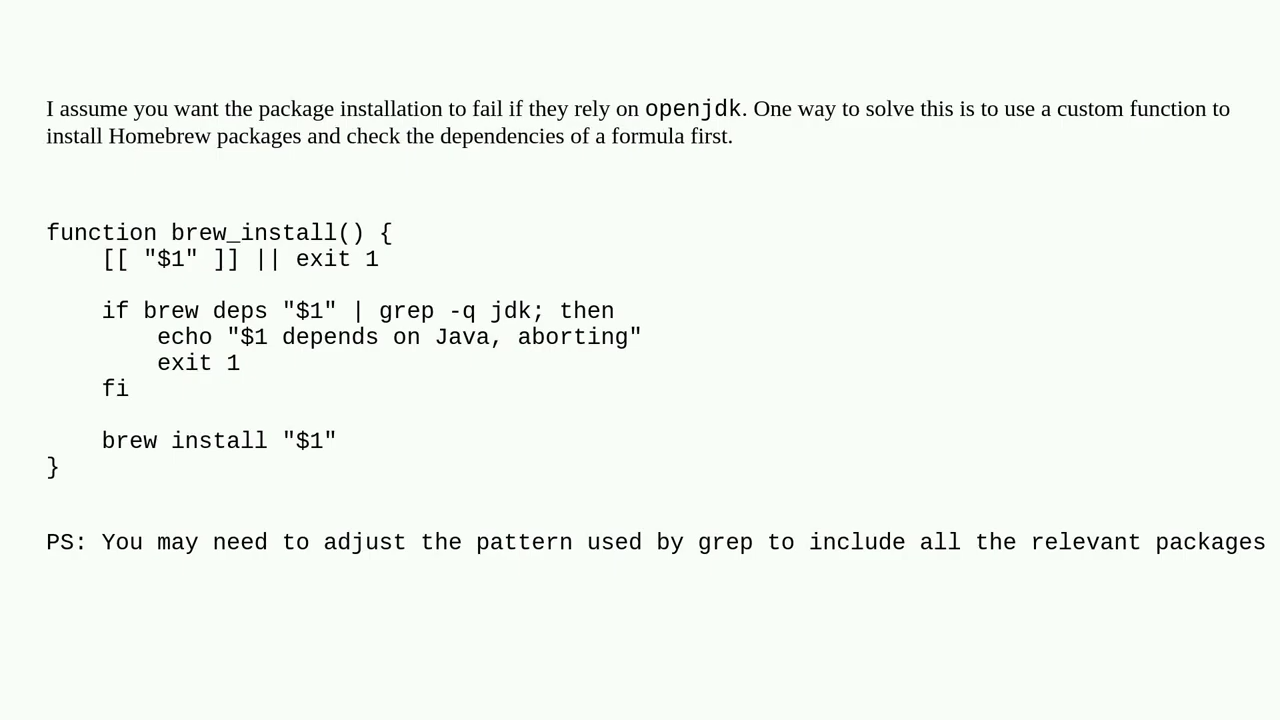 I assume you want the package installation to fail if they rely on openjdk. One way to solve this is to use a custom function to
install Homebrew packages and check the dependencies of a formula first.
function brew_install() {
    [[ "$1" ]] || exit 1
    if brew deps "$1" | grep -q jdk; then
        echo "$1 depends on Java, aborting"
        exit 1
    fi
    brew install "$1"
}
PS: You may need to adjust the pattern used by grep to include all the relevant packages